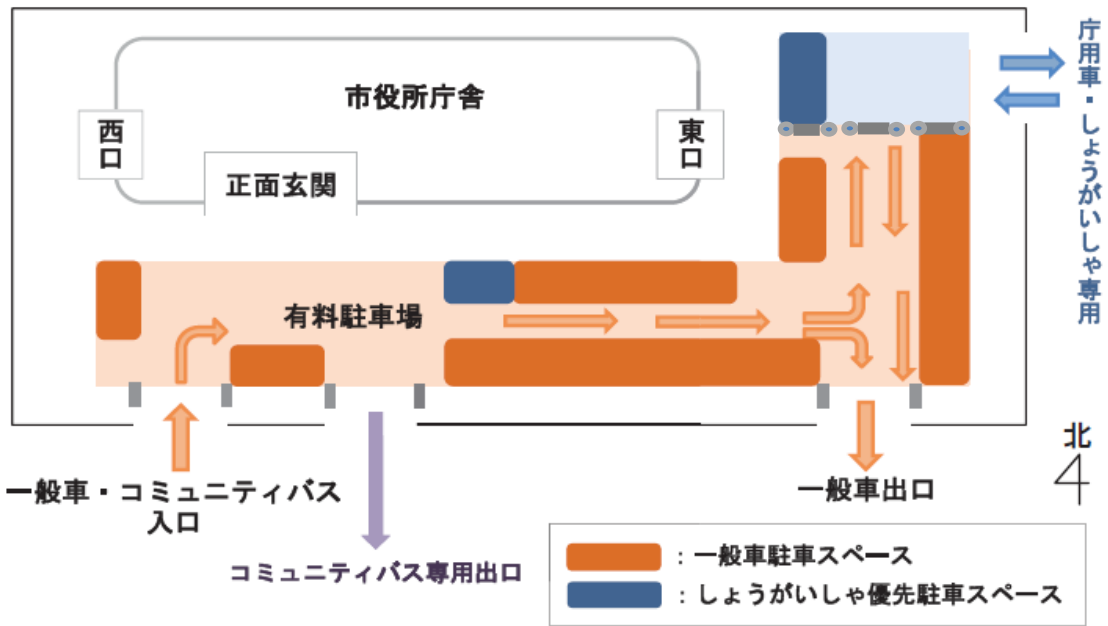 市役所庁舎
西口
東口
正面玄関
庁用車・しょうがいしゃ専用
有料駐車場
北
一般車・コミュニティバス
入口
一般車出口
コミュニティバス専用出口
：一般車駐車スペース
：しょうがいしゃ優先駐車スペース